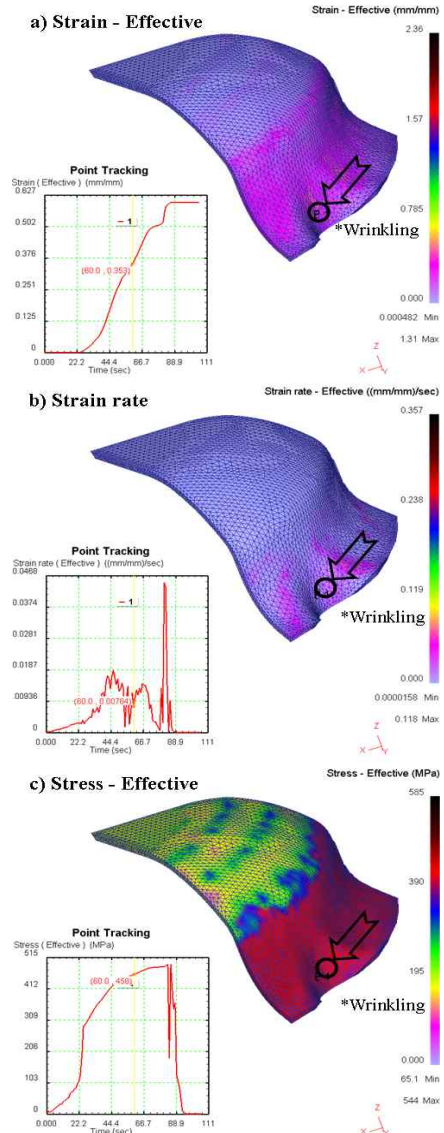 a) Strain - Effective
Strain - Effective (mm/mm)
2.36
1.57
0.785
0.000
0.000482 Min
1.31 Max
*Wrinkling
P
Point Tracking
Strain ( Effective ) (mm/mm)
0.627
0.502
0.376
0.251
0.125
0
1
(60.0 , 0.353)
0.000 22.2 44.4 66.7 88.9 111
Time (sec)
Z
X Y
b) Strain rate
Strain rate - Effective ((mm/mm)/sec)
0.357
0.238
0.119
0.000
0.0000158 Min
0.118 Max
*Wrinkling
Point Tracking
Strain rate ( Effective ) ((mm/mm)/sec)
0.0468
0.0374
0.0281
0.0187
.00936
1
(60.0 , 0.00764)
0.000 22.2 44.4 66.7 88.9 111
Time (sec)
Z
X Y
c) Stress - Effective
Stress - Effective (MPa)
585
390
195
0.000
65.1 Min
544 Max
*Wrinkling
Point Tracking
Stress ( Effective ) (MPa)
515
412
309
206
103
0
(60.0 , 456)
0.000 22.2 44.4 66.7 88.9 111
Time (sec)
Z
X Y